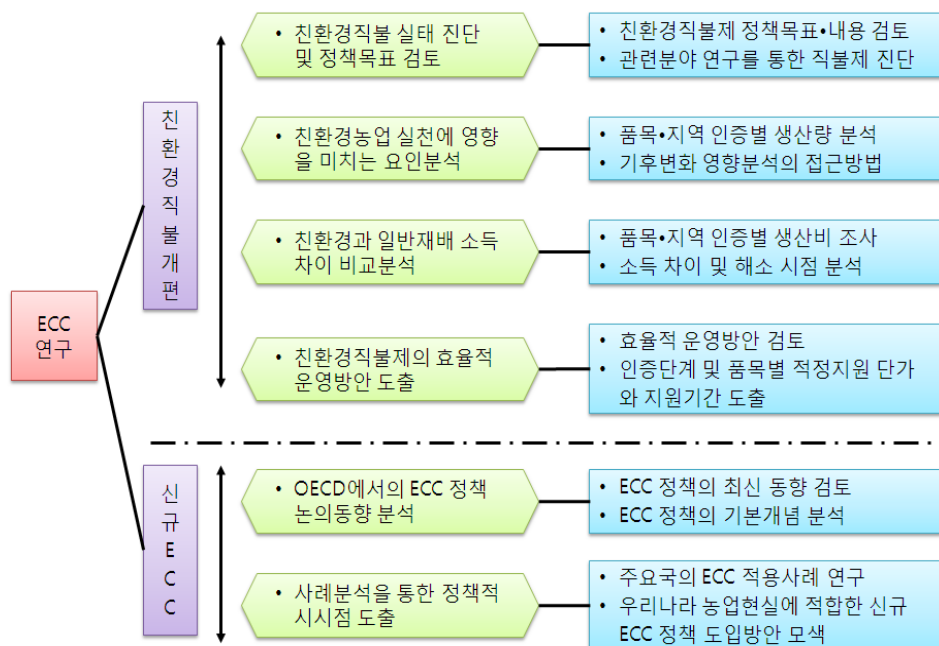 ECC
연구
친
환
경
직
불
개
편
• 친환경직불 실태 진단
및 정책목표 검토
• 친환경직불제 정책목표•내용 검토
• 관련분야 연구를 통한 직불제 진단
• 친환경농업 실천에 영향
을 미치는 요인분석
• 품목•지역 인증별 생산량 분석
• 기후변화 영향분석의 접근방법
• 친환경과 일반재배 소득
차이 비교분석
• 품목•지역 인증별 생산비 조사
• 소득 차이 및 해소 시점 분석
• 친환경직불제의 효율적
운영방안 도출
• 효율적 운영방안 검토
• 인증단계 및 품목별 적정지원 단가
와 지원기간 도출
신
규
E
C
C
• OECD에서의 ECC 정책
논의동향 분석
• ECC 정책의 최신 동향 검토
• ECC 정책의 기본개념 분석
• 사례분석을 통한 정책적
시시점 도출
• 주요국의 ECC 적용사례 연구
• 우리나라 농업현실에 적합한 신규
ECC 정책 도입방안 모색